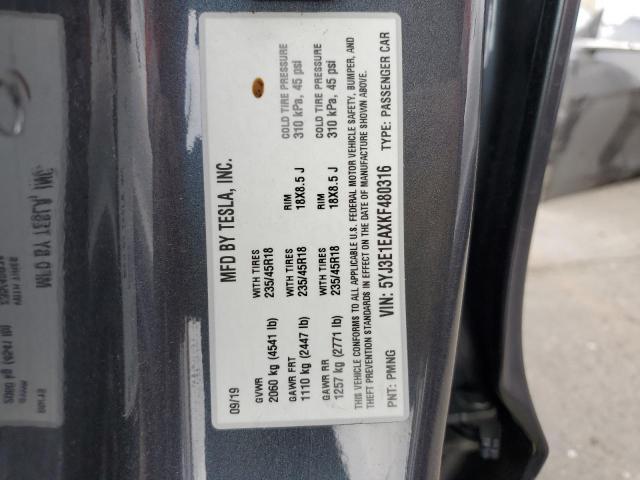 MFD BY TESLA, INC.
09/19
GVWR WITH TIRES
2060 kg (4541 lb) 235/45R18
GAWR FRT WITH TIRES RIM COLD TIRE PRESSURE
1110 kg (2447 lb) 235/45R18 18X8.5 J 310 kPa, 45 psi
GAWR RR WITH TIRES RIM COLD TIRE PRESSURE
1257 kg (2771 lb) 235/45R18 18X8.5 J 310 kPa, 45 psi
THIS VEHICLE CONFORMS TO ALL APPLICABLE U.S. FEDERAL MOTOR VEHICLE SAFETY, BUMPER, AND
THEFT PREVENTION STANDARDS IN EFFECT ON THE DATE OF MANUFACTURE SHOWN ABOVE.
PNT: PMNG VIN: 5YJ3E1EAXKF480316 TYPE: PASSENGER CAR